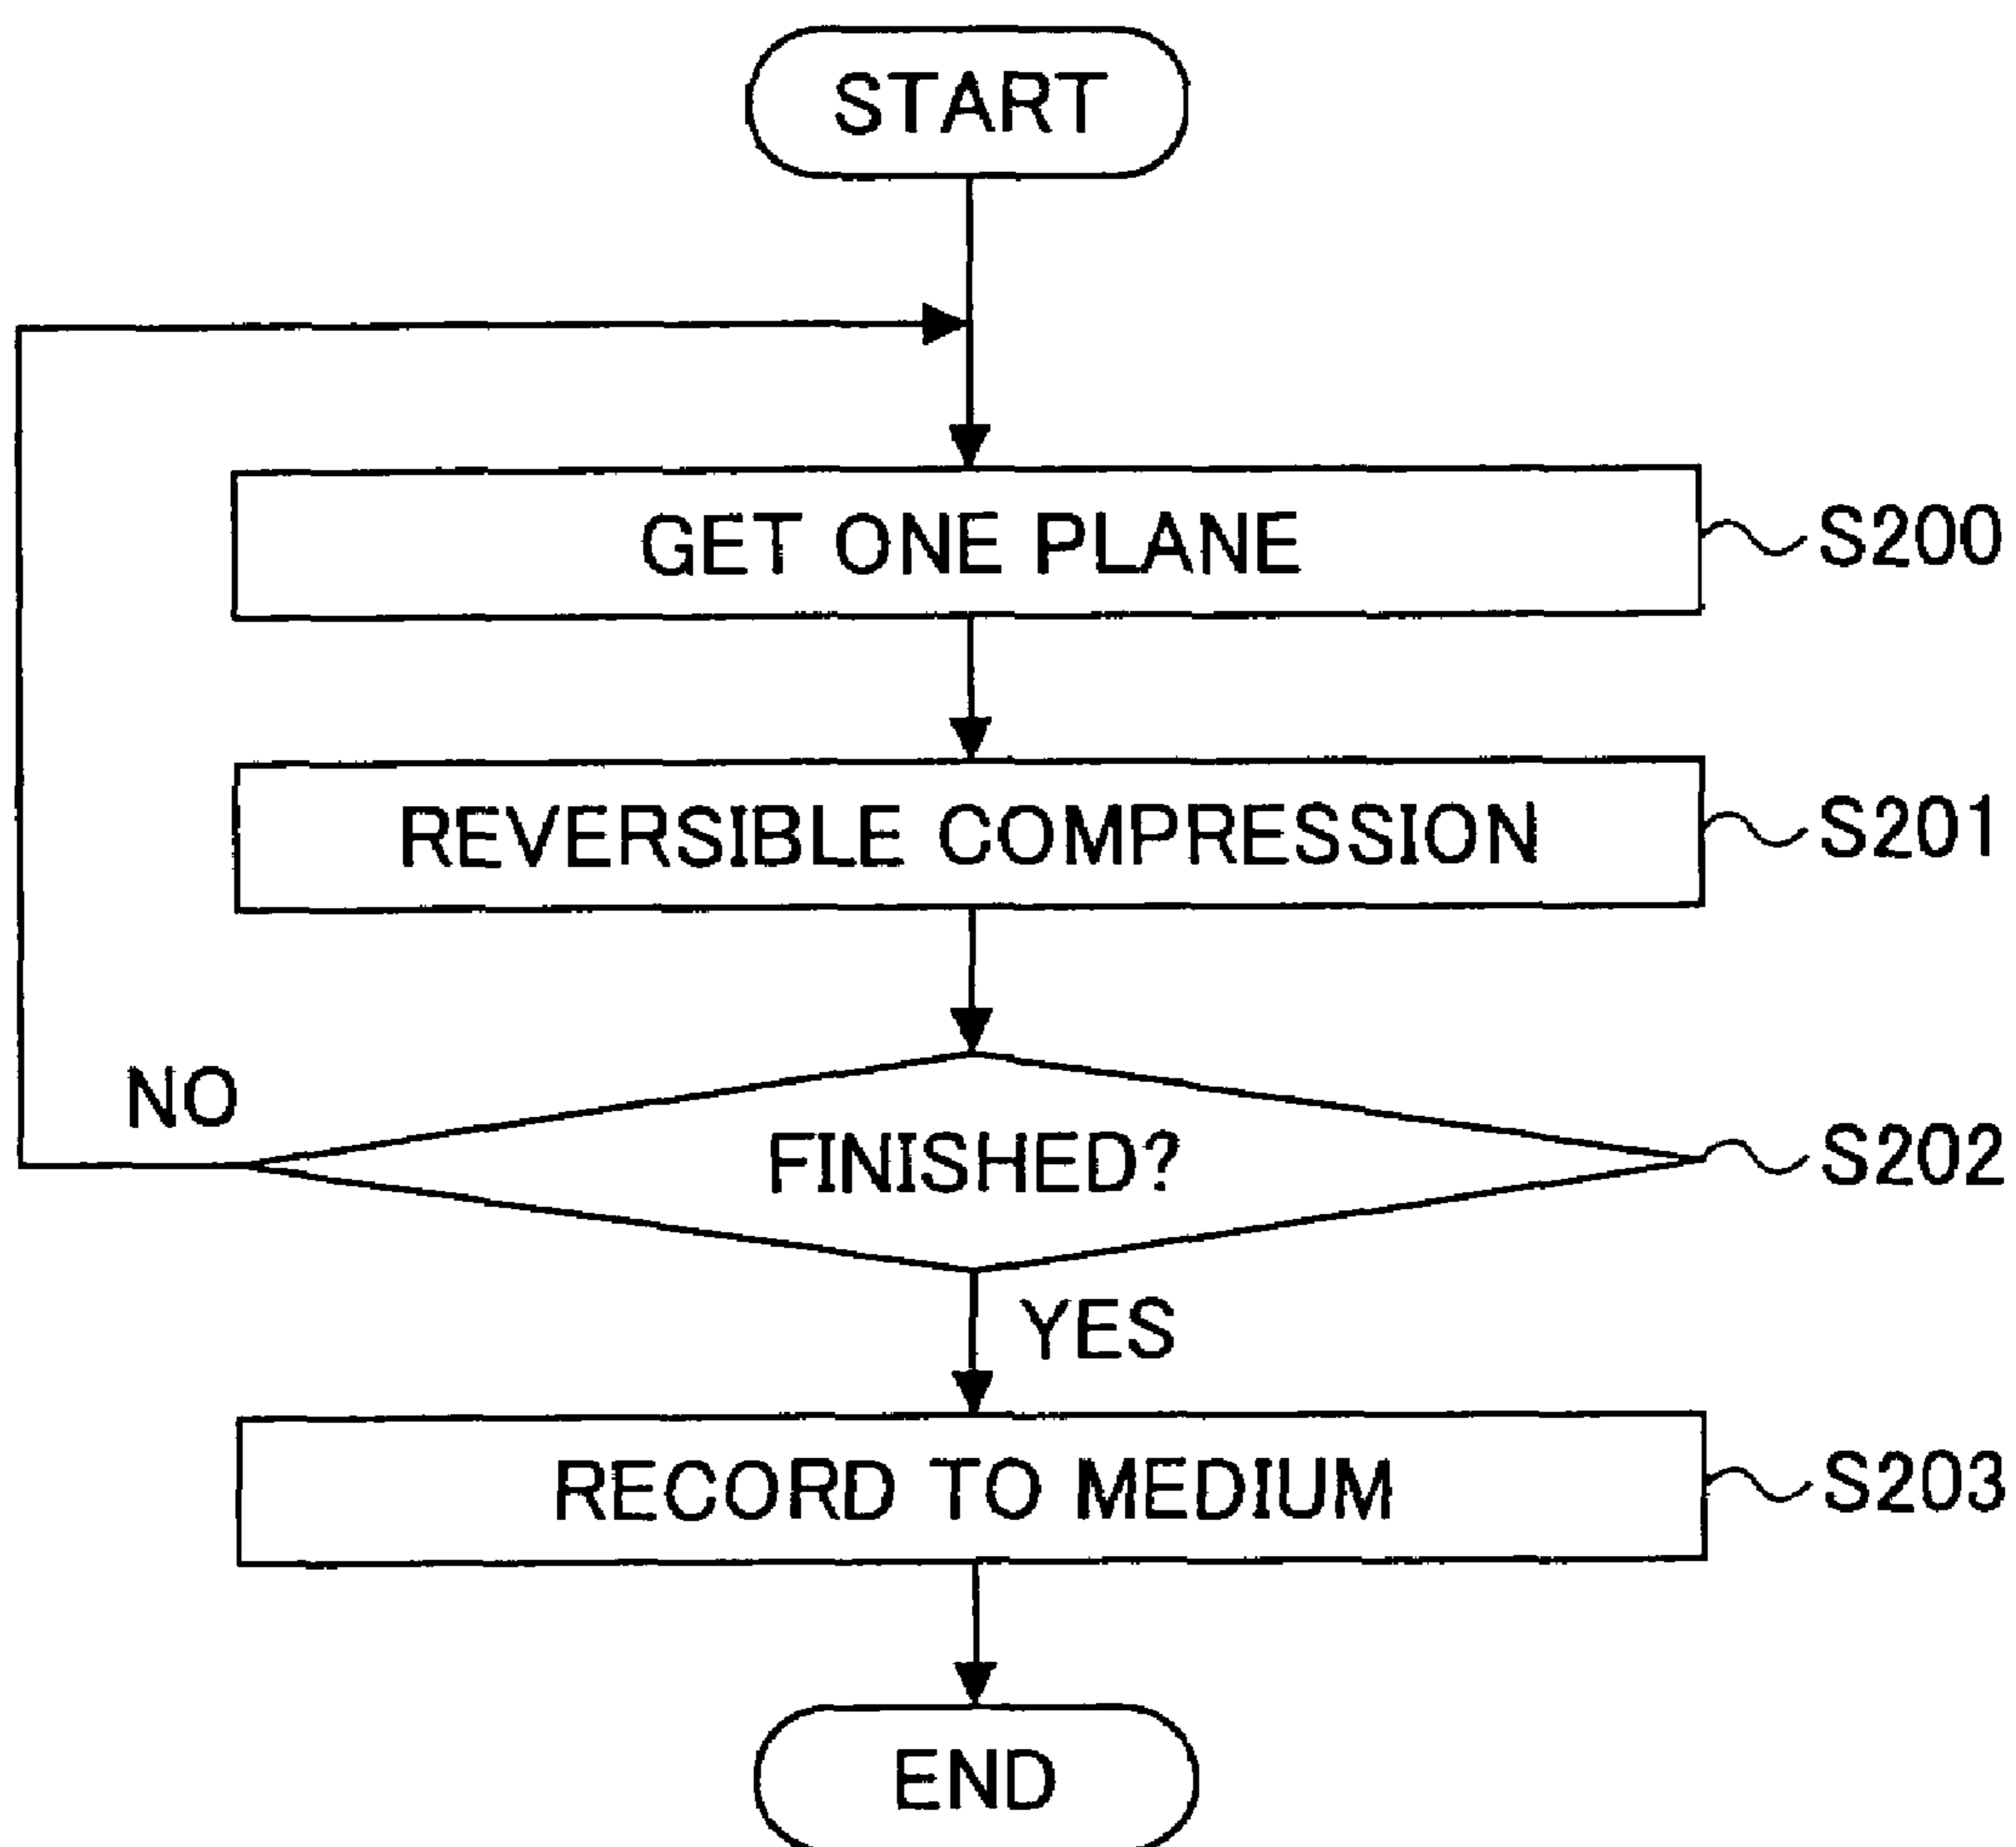 START
GET ONE PLANE
S200
REVERSIBLE COMPRESSION
S201
NO
FINISHED?
S202
YES
RECORD TO MEDIUM
S203
END